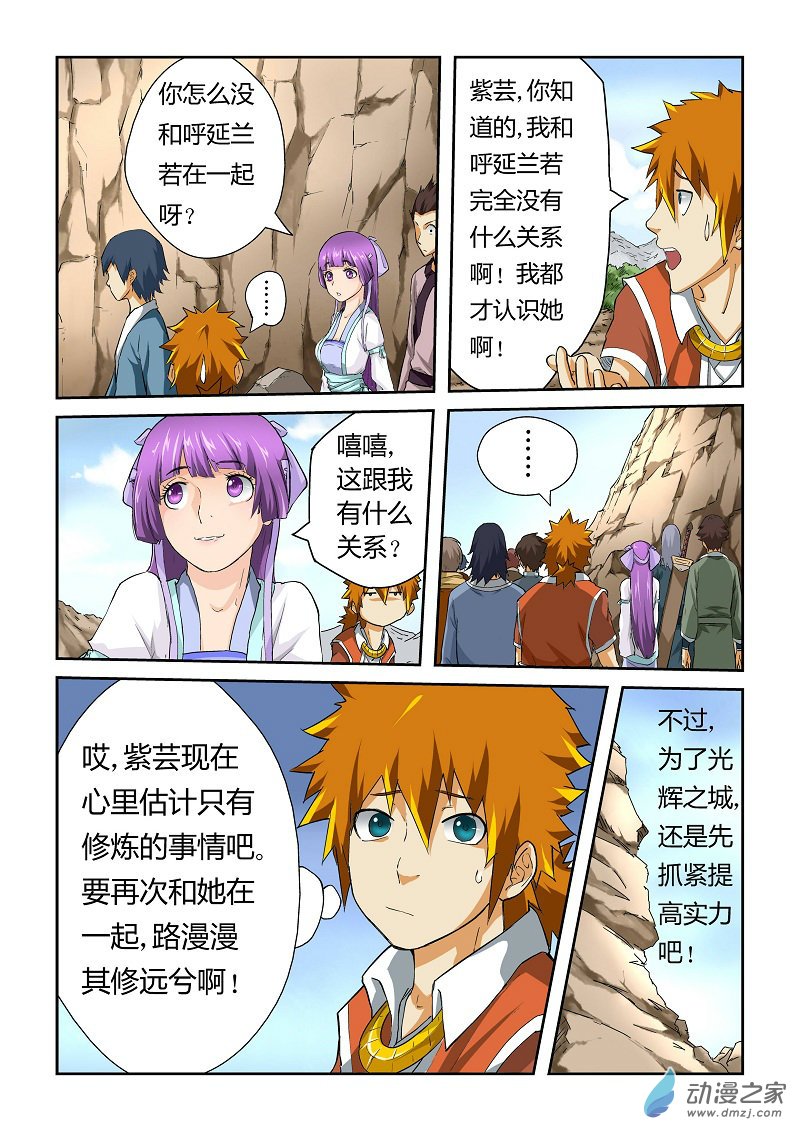 你怎么没
和呼延兰
若在一起
呀？
……
紫芸，你知
道的，我和
呼延兰若
完全没有
什么关系
啊！我都
才认识她
啊！
嘻嘻，
这跟我
有什么
关系？
……
哎，紫芸现在
心里估计只有
修炼的事情吧。
要再次和她在
一起，路漫漫
其修远兮啊！
不过，
为了光
辉之城，
还是先
抓紧提
高实力
吧！
动漫之家
www.dmzj.com